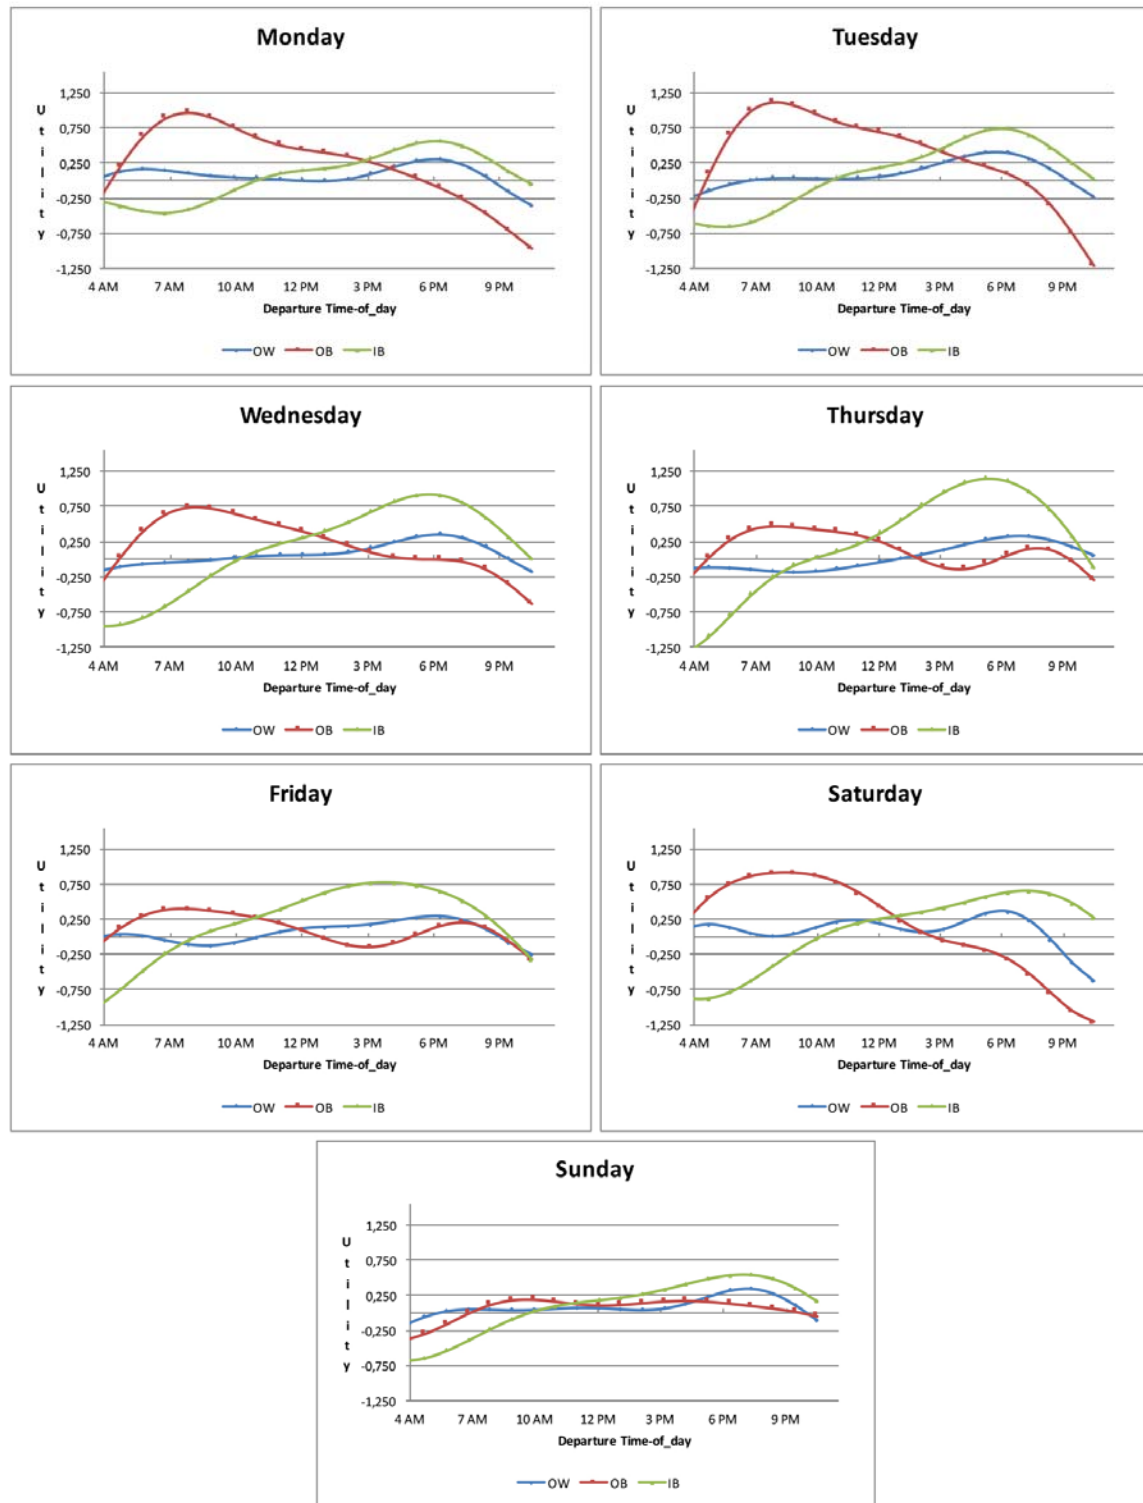 Monday
Utility
1,250
0,750
0,250
-0,250
-0,750
-1,250
4 AM 7 AM 10 AM 12 PM 3 PM 6 PM 9 PM
Departure Time-of_day
OW OB IB
Tuesday
Utility
1,250
0,750
0,250
-0,250
-0,750
-1,250
4 AM 7 AM 10 AM 12 PM 3 PM 6 PM 9 PM
Departure Time-of_day
OW OB IB
Wednesday
Utility
1,250
0,750
0,250
-0,250
-0,750
-1,250
4 AM 7 AM 10 AM 12 PM 3 PM 6 PM 9 PM
Departure Time-of_day
OW OB IB
Thursday
Utility
1,250
0,750
0,250
-0,250
-0,750
-1,250
4 AM 7 AM 10 AM 12 PM 3 PM 6 PM 9 PM
Departure Time-of_day
OW OB IB
Friday
Utility
1,250
0,750
0,250
-0,250
-0,750
-1,250
4 AM 7 AM 10 AM 12 PM 3 PM 6 PM 9 PM
Departure Time-of_day
OW OB IB
Saturday
Utility
1,250
0,750
0,250
-0,250
-0,750
-1,250
4 AM 7 AM 10 AM 12 PM 3 PM 6 PM 9 PM
Departure Time-of_day
OW OB IB
Sunday
Utility
1,250
0,750
0,250
-0,250
-0,750
-1,250
4 AM 7 AM 10 AM 12 PM 3 PM 6 PM 9 PM
Departure Time-of_day
OW OB IB